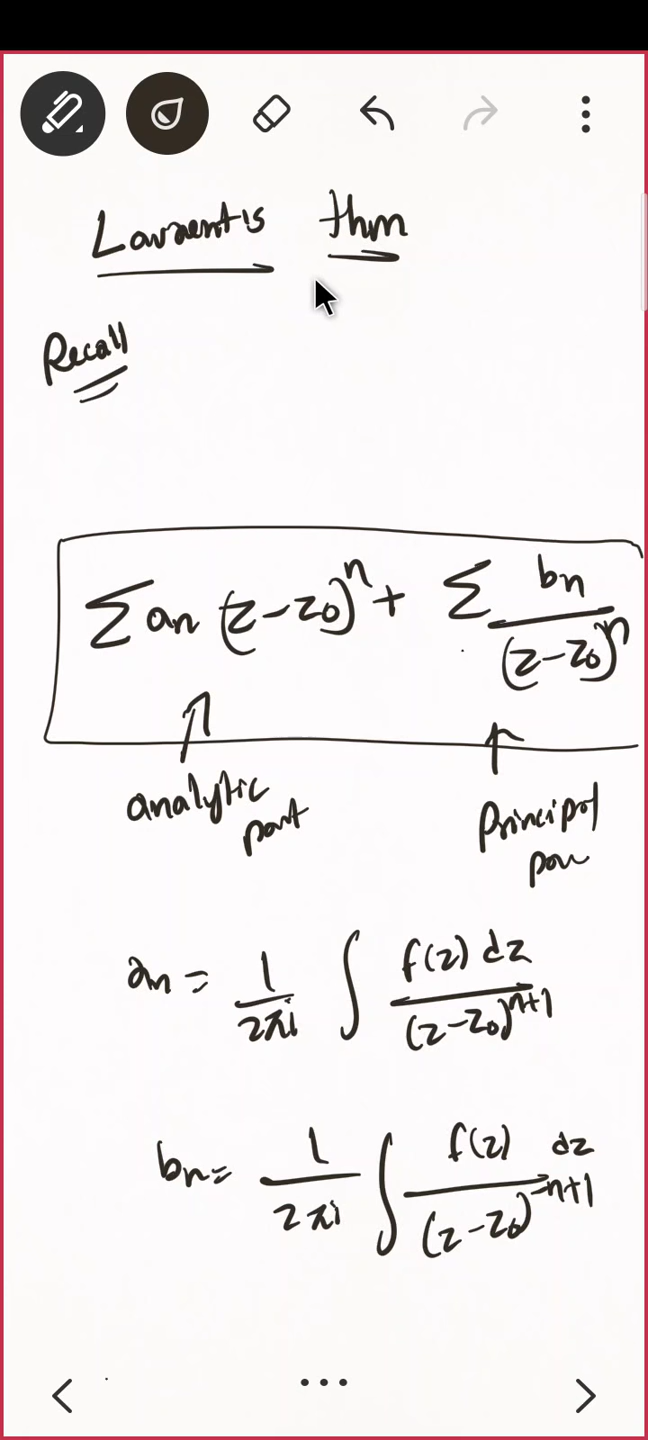 Laurent's thm
Recall
∑ an (z-z0)^n + ∑ bn/(z-z0)^n
analytic part
Principal par
an = 1/2πi ∫ f(z) dz/(z-z0)^n+1
bn = 1/2πi ∫ f(z) dz/(z-z0)^-n+1